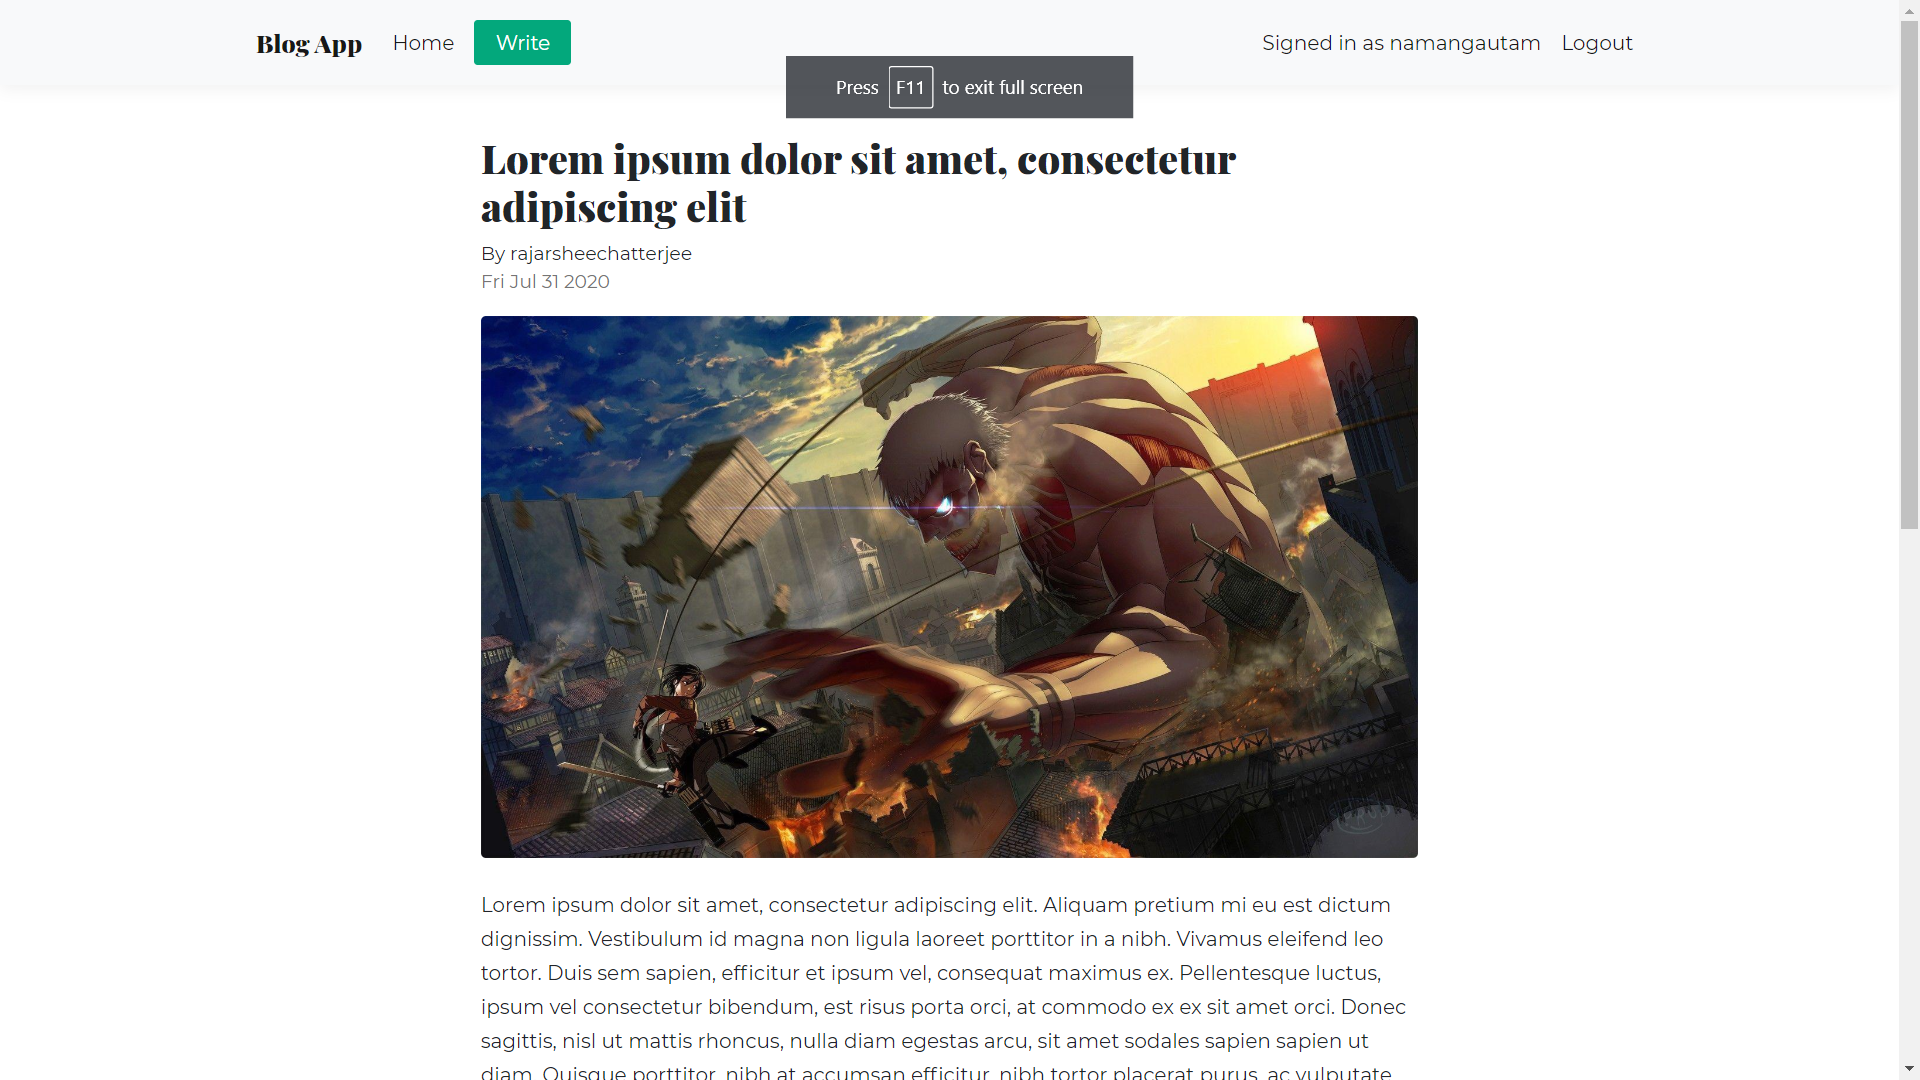 Blog App Home Write Signed in as namangautam Logout
Press F11 to exit full screen
Lorem ipsum dolor sit amet, consectetur
adipiscing elit
By rajarsheechatterjee
Fri Jul 31 2020
Lorem ipsum dolor sit amet, consectetur adipiscing elit. Aliquam pretium mi eu est dictum
dignissim. Vestibulum id magna non ligula laoreet porttitor in a nibh. Vivamus eleifend leo
tortor. Duis sem sapien, efficitur et ipsum vel, consequat maximus ex. Pellentesque luctus,
ipsum vel consectetur bibendum, est risus porta orci, at commodo ex ex sit amet orci. Donec
sagittis, nisl ut mattis rhoncus, nulla diam egestas arcu, sit amet sodales sapien sapien ut
diam. Quisque porttitor, nibh at accumsan efficitur, nibh tortor placerat purus, ac vulputate